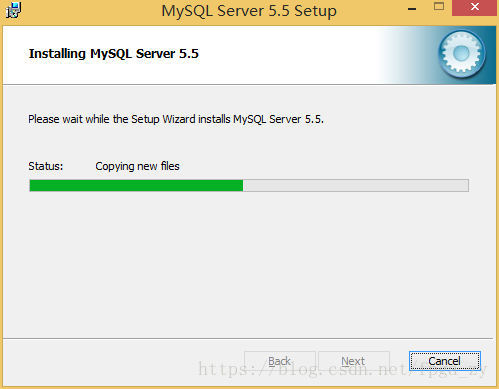 MySQL Server 5.5 Setup
Installing MySQL Server 5.5
Please wait while the Setup Wizard installs MySQL Server 5.5.
Status: Copying new files
Back Next Cancel